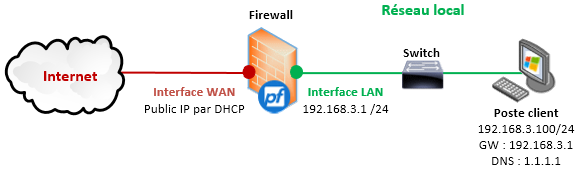 Réseau local
Firewall
Switch
Internet
Interface WAN
Public IP par DHCP
pf
Interface LAN
192.168.3.1 /24
Poste client
192.168.3.100/24
GW : 192.168.3.1
DNS : 1.1.1.1